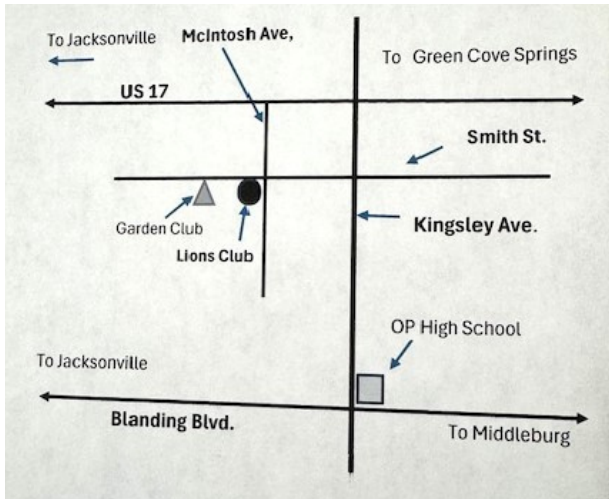 To Jacksonville
McIntosh Ave,
To Green Cove Springs
US 17
Smith St.
Garden Club
Kingsley Ave.
Lions Club
OP High School
To Jacksonville
Blanding Blvd.
To Middleburg